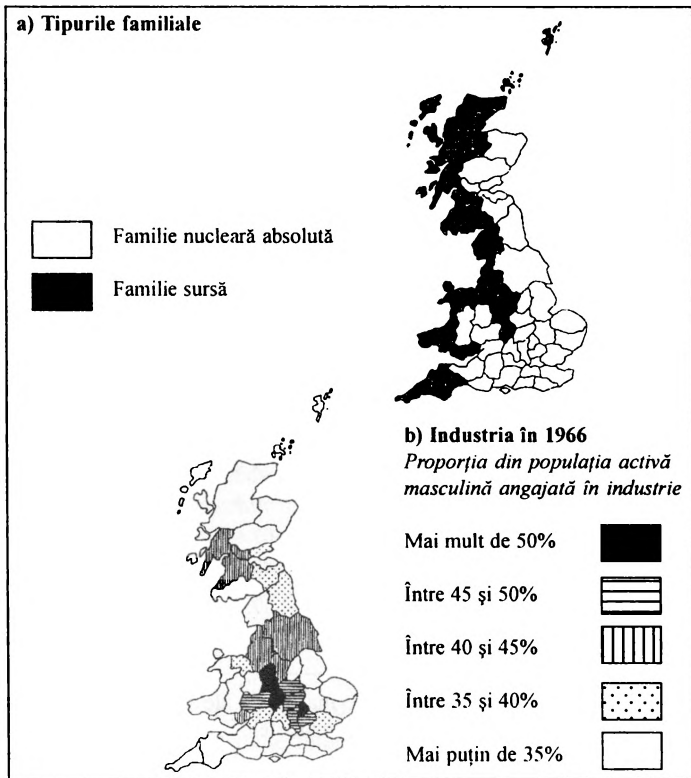 a) Tipurile familiale
Familie nucleară absolută
Familie sursă
b) Industria în 1966
Proporția din populația activă
masculină angajată în industrie
Mai mult de 50%
Între 45 și 50%
Între 40 și 45%
Între 35 și 40%
Mai puțin de 35%